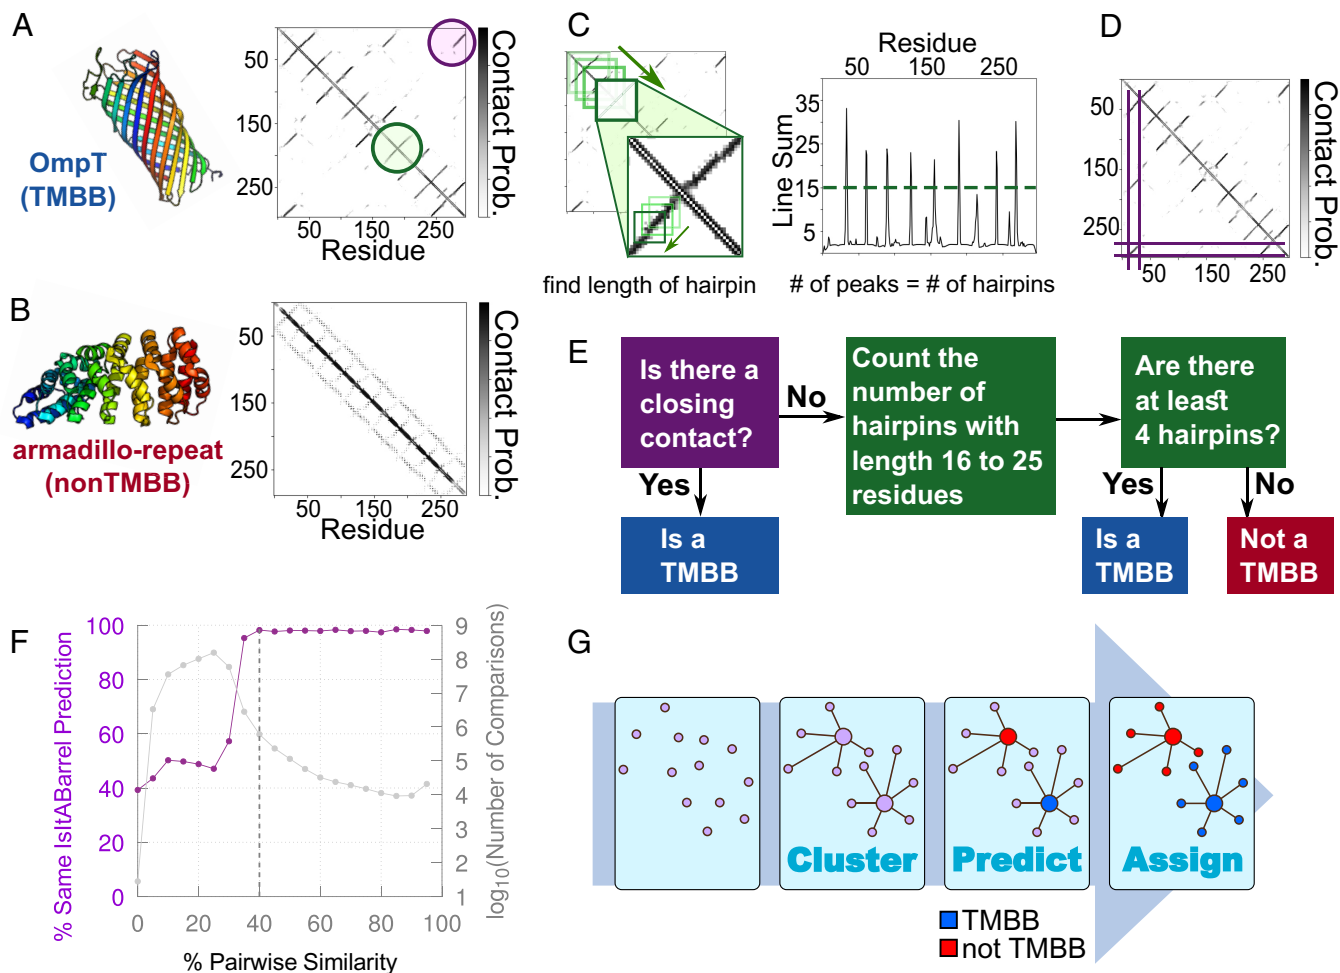 A
OmpT
(TMBB)
50
150
250
50
150
250
Residue
Contact Prob.
B
armadillo-repeat
(nonTMBB)
50
150
250
50
150
250
Residue
Contact Prob.
C
find length of hairpin
Residue
50
150
250
35
25
15
5
Line Sum
# of peaks = # of hairpins
D
50
150
250
50
150
250
Contact Prob.
E
Is there a
closing
contact?
No
Yes
Is a
TMBB
Count the
number of
hairpins with
length 16 to 25
residues
Are there
at least
4 hairpins?
Yes
No
Is a
TMBB
Not a
TMBB
F
% Same IsItABarrel Prediction
100
80
60
40
20
0
0
20
40
60
80
100
% Pairwise Similarity
9
8
7
6
5
4
3
2
1
log10(Number of Comparisons)
G
Cluster
Predict
Assign
TMBB
not TMBB